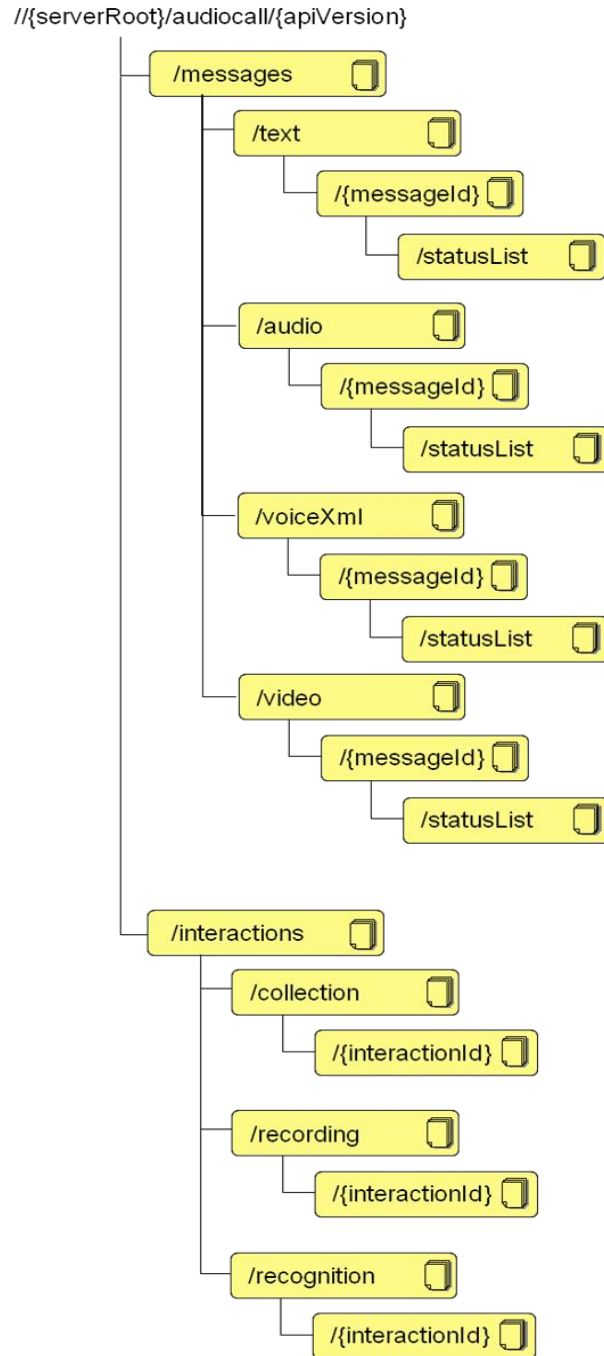 //{serverRoot}/audiocall/{apiVersion}
/messages
/text
/{messageId}
/statusList
/audio
/{messageId}
/statusList
/voiceXml
/{messageId}
/statusList
/video
/{messageId}
/statusList
/interactions
/collection
/{interactionId}
/recording
/{interactionId}
/recognition
/{interactionId}